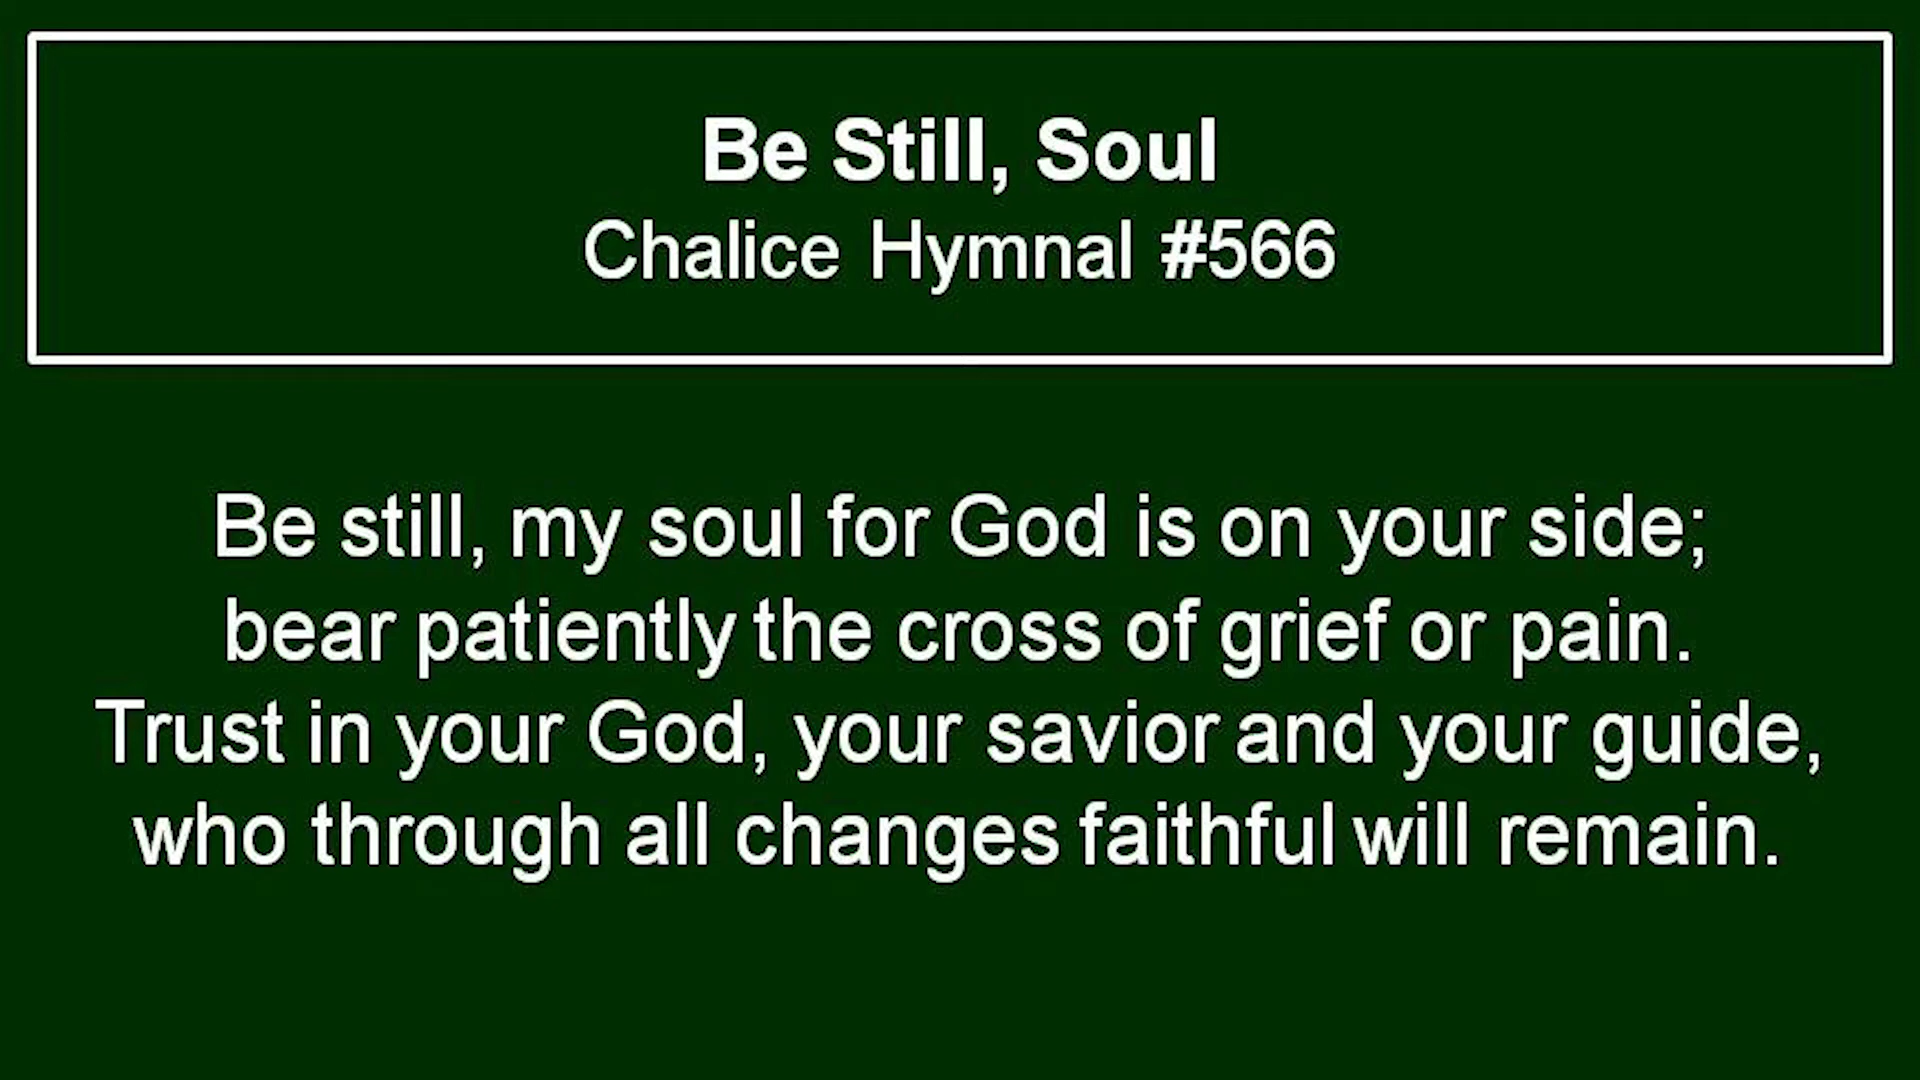 Be Still, Soul
Chalice Hymnal #566
Be still, my soul for God is on your side;
bear patiently the cross of grief or pain.
Trust in your God, your savior and your guide,
who through all changes faithful will remain.